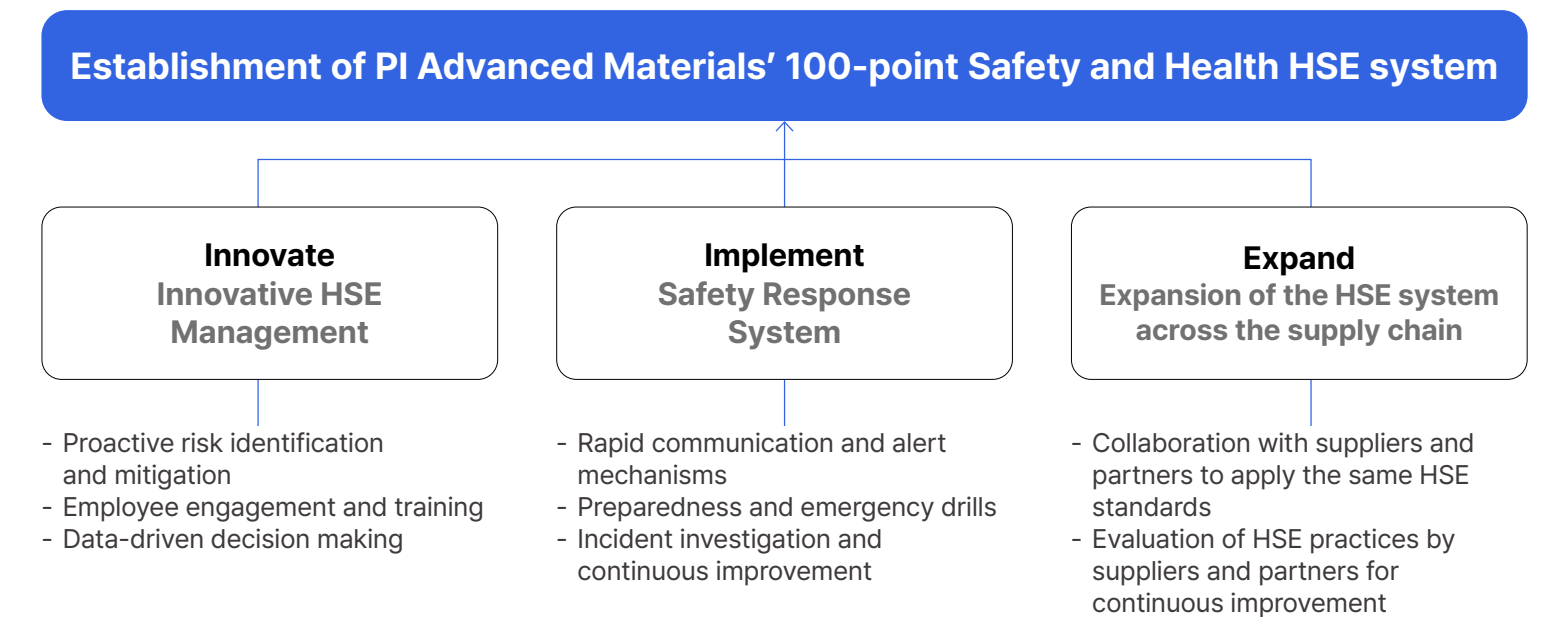 Establishment of PI Advanced Materials’ 100-point Safety and Health HSE system
Innovate
Innovative HSE
Management
- Proactive risk identification
and mitigation
- Employee engagement and training
- Data-driven decision making
Implement
Safety Response
System
- Rapid communication and alert
mechanisms
- Preparedness and emergency drills
- Incident investigation and
continuous improvement
Expand
Expansion of the HSE system
across the supply chain
- Collaboration with suppliers and
partners to apply the same HSE
standards
- Evaluation of HSE practices by
suppliers and partners for
continuous improvement